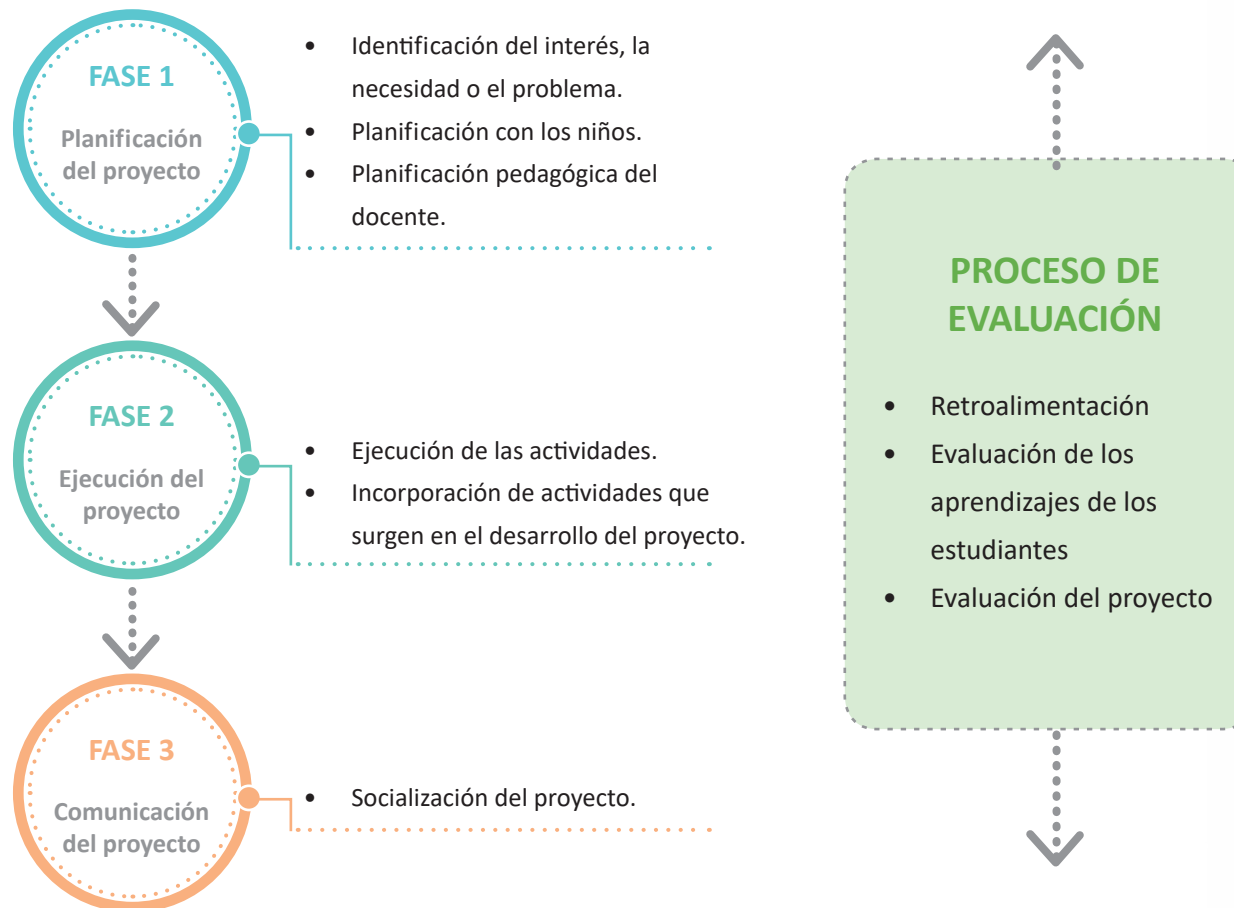 FASE 1
Planificación
del proyecto
• Identificación del interés, la
necesidad o el problema.
• Planificación con los niños.
• Planificación pedagógica del
docente.
FASE 2
Ejecución del
proyecto
• Ejecución de las actividades.
• Incorporación de actividades que
surgen en el desarrollo del proyecto.
FASE 3
Comunicación
del proyecto
• Socialización del proyecto.
PROCESO DE
EVALUACIÓN
• Retroalimentación
• Evaluación de los
aprendizajes de los
estudiantes
• Evaluación del proyecto